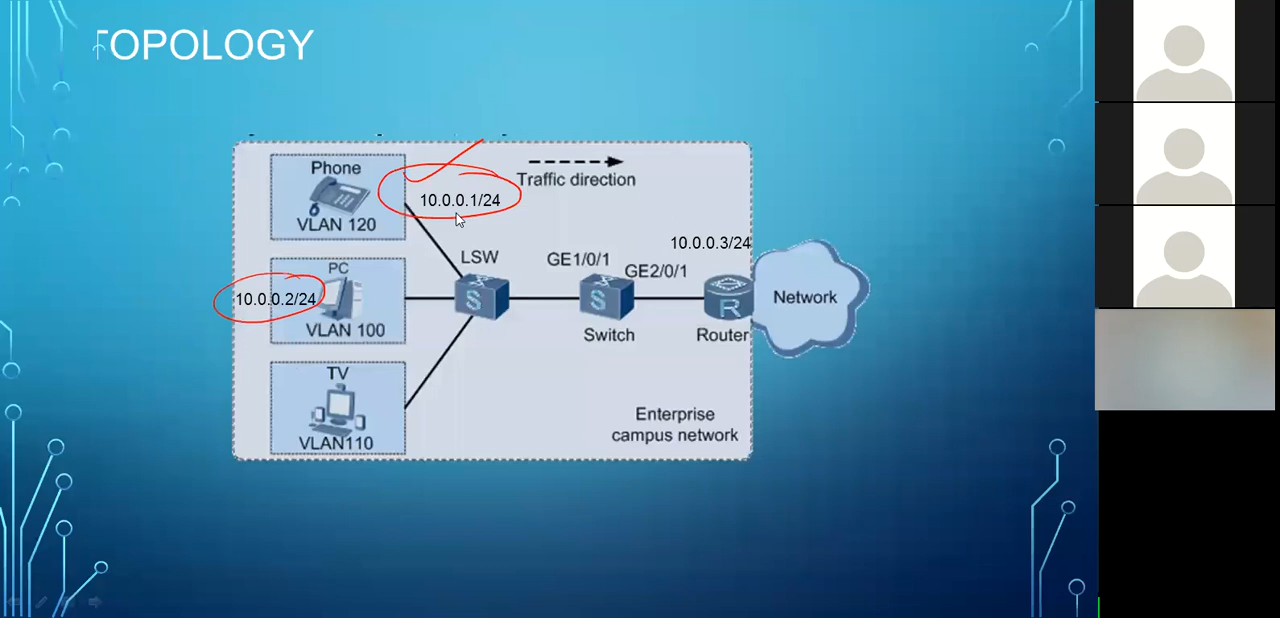 TOPOLOGY
Phone
VLAN 120
10.0.0.1/24
Traffic direction
PC
10.0.0.2/24
VLAN 100
TV
VLAN110
LSW
GE1/0/1
Switch
GE2/0/1
10.0.0.3/24
R
Router
Network
S
S
Enterprise
campus network